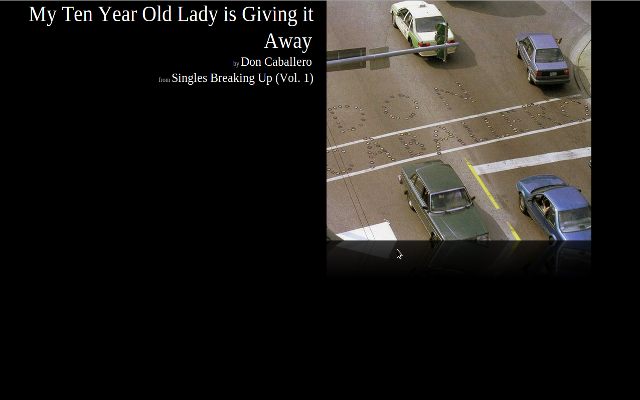 My Ten Year Old Lady is Giving it
Away
by Don Caballero
from Singles Breaking Up (Vol. 1)